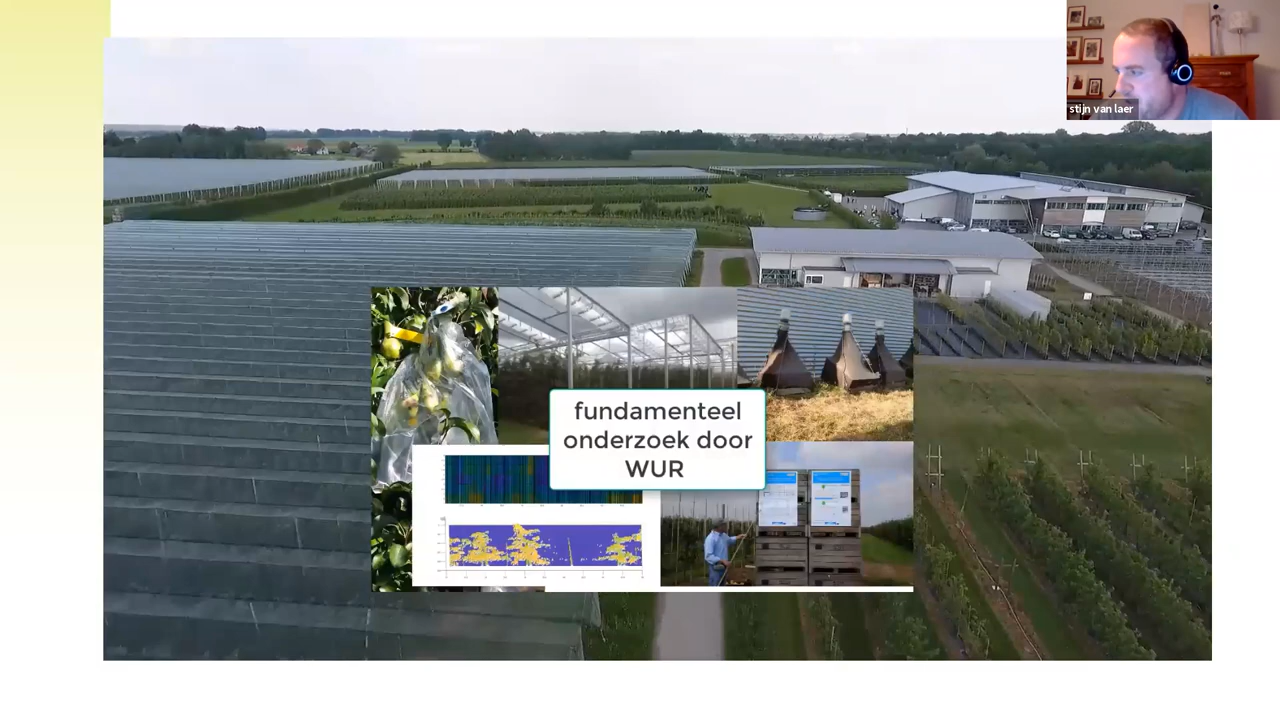 stijn van laer
fundamenteel
onderzoek door
WUR